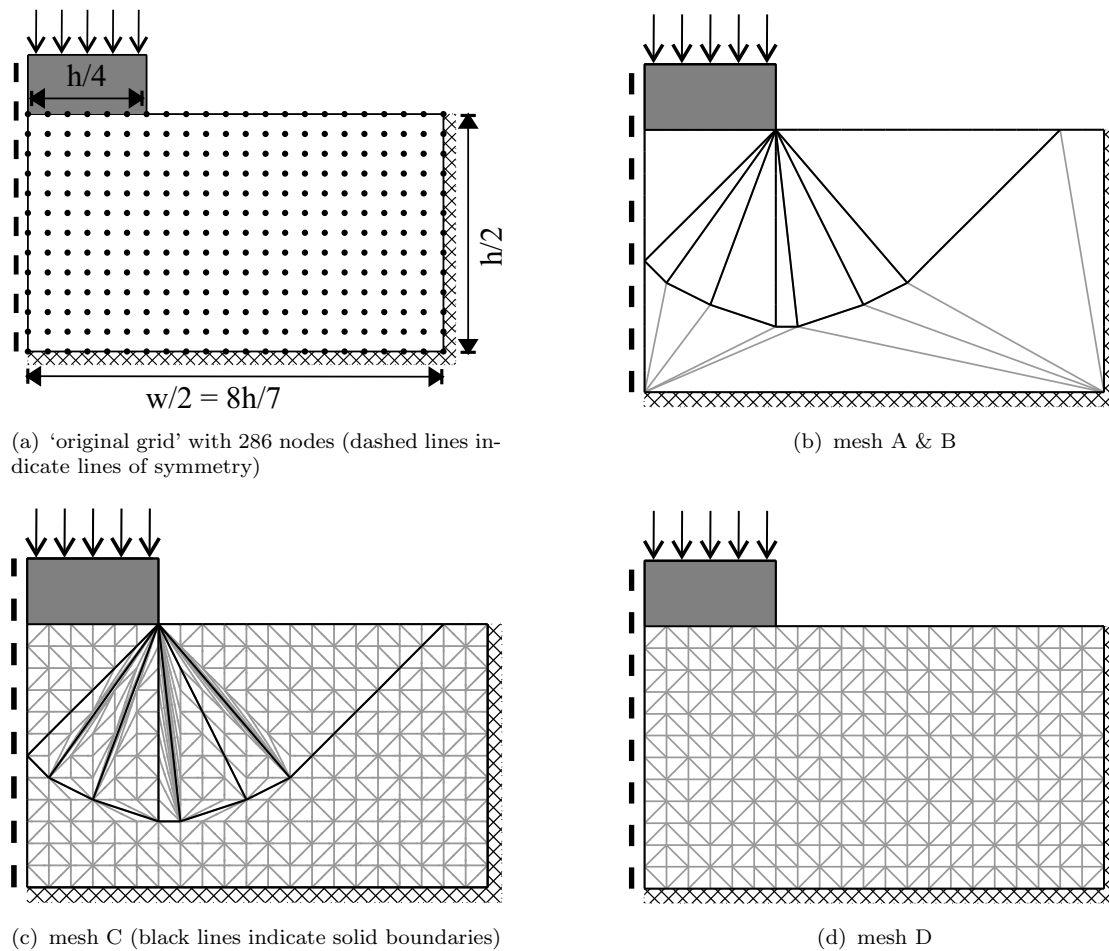 h/4
h/2
w/2 = 8h/7
(a) ‘original grid’ with 286 nodes (dashed lines in-
dicate lines of symmetry)
(b) mesh A & B
(c) mesh C (black lines indicate solid boundaries)
(d) mesh D